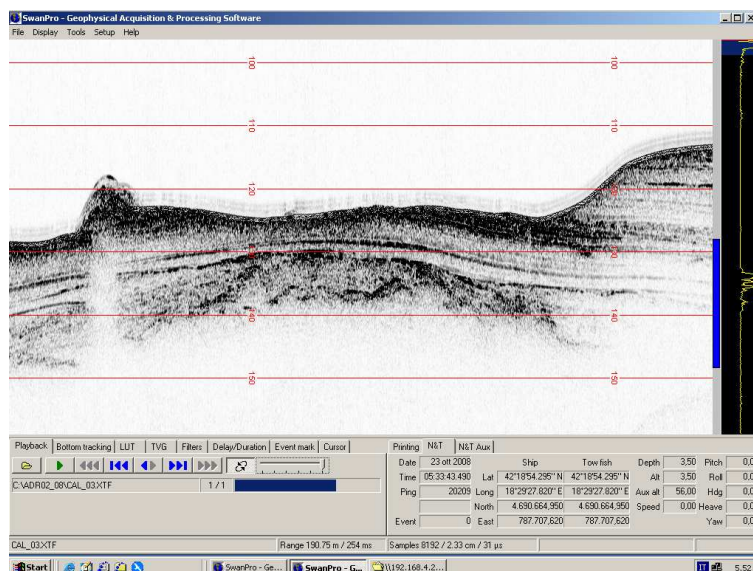 SwanPro - Geophysical Acquisition & Processing Software
File Display Tools Setup Help
100 100
110 110
120
140 140
150 150
Playback Bottom tracking LUT TVG Filters Delay/Duration Event mark Cursor
C:\ADR02_08\CAL_03.XTF 1 / 1
Printing N&T N&T Aux
Date 23 ott 2008 Ship Tow fish Depth 3,50 Pitch 0,0
Time 05:33:43.490 Lat 42°18'54.295" N 42°18'54.295" N Alt 3,50 Roll 0,0
Ping 20209 Long 18°29'27.820" E 18°29'27.820" E Aux alt 56,00 Hdg 0,0
North 4.690.664,950 4.690.664,950 Speed 0,00 Heave 0,0
Event 0 East 787.707,620 787.707,620 Yaw 0,0
CAL_03.XTF Range 190.75 m / 254 ms Samples 8192 / 2.33 cm / 31 µs
Start SwanPro - Ge... SwanPro - G... \\192.168.4.2... IT 5.52